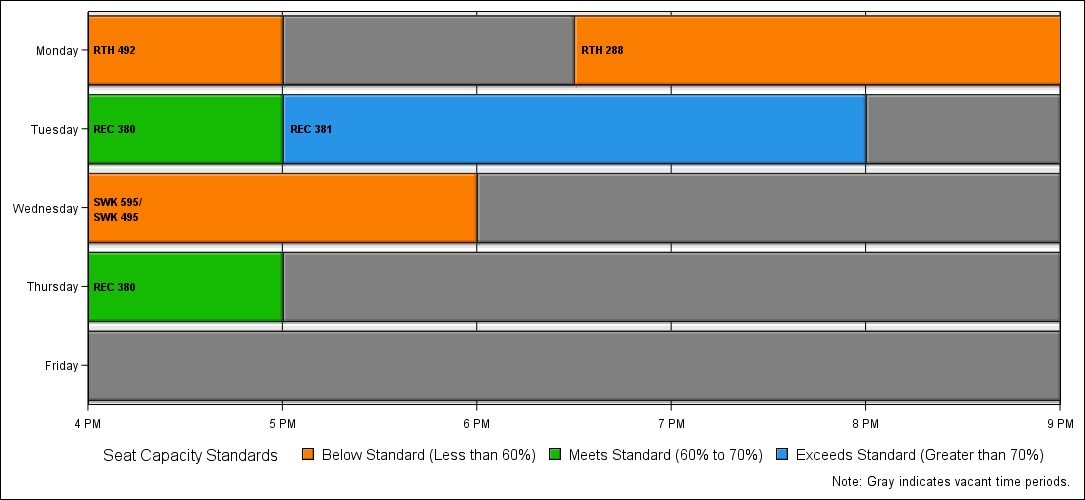 Monday
RTH 492
RTH 288
Tuesday
REC 380
REC 381
Wednesday
SWK 595/
SWK 495
Thursday
REC 380
Friday
4 PM 5 PM 6 PM 7 PM 8 PM 9 PM
Seat Capacity Standards Below Standard (Less than 60%) Meets Standard (60% to 70%) Exceeds Standard (Greater than 70%)
Note: Gray indicates vacant time periods.